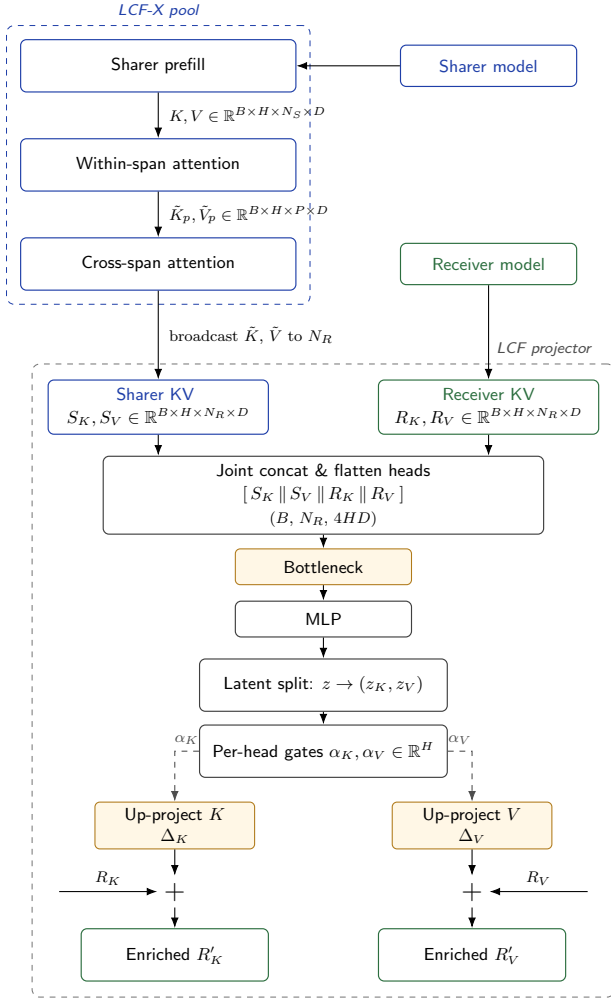 LCF-X pool
Sharer prefill
Sharer model
K, V ∈ ℝ^{B×H×N_S×D}
Within-span attention
K̃_p, Ṽ_p ∈ ℝ^{B×H×P×D}
Cross-span attention
Receiver model
broadcast K̃, Ṽ to N_R
LCF projector
Sharer KV
S_K, S_V ∈ ℝ^{B×H×N_R×D}
Receiver KV
R_K, R_V ∈ ℝ^{B×H×N_R×D}
Joint concat & flatten heads
[ S_K ∥ S_V ∥ R_K ∥ R_V ]
(B, N_R, 4HD)
Bottleneck
MLP
Latent split: z → (z_K, z_V)
α_K
Per-head gates α_K, α_V ∈ ℝ^H
α_V
Up-project K
Δ_K
Up-project V
Δ_V
R_K
+
+
R_V
Enriched R′_K
Enriched R′_V